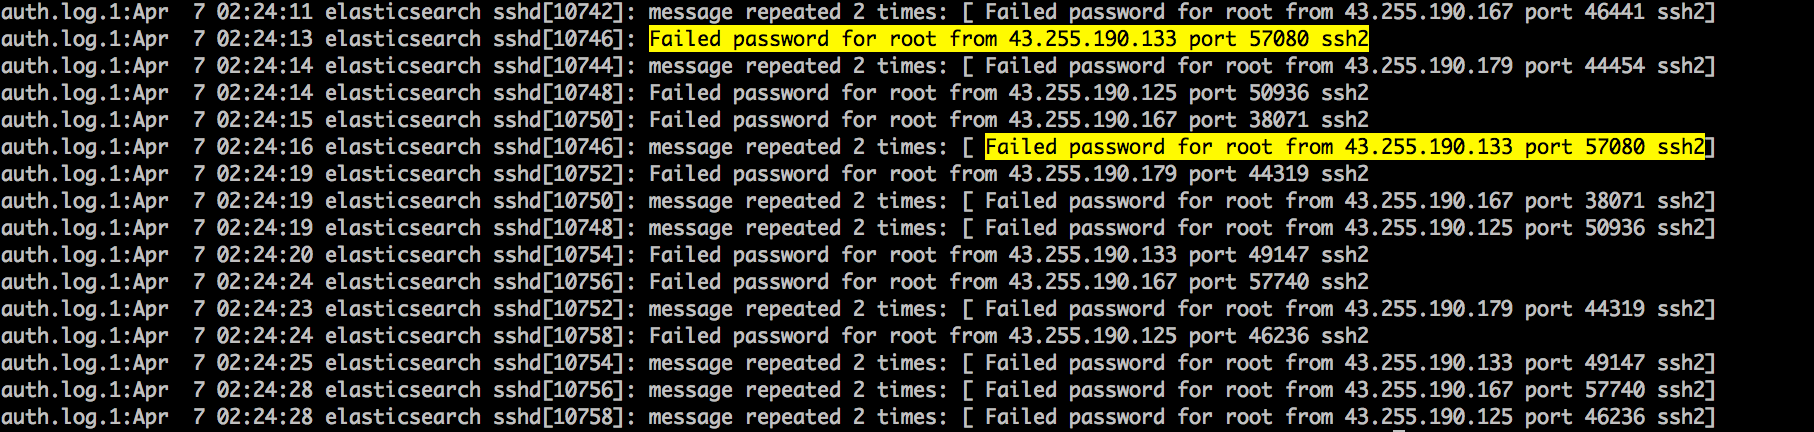 auth.log.1:Apr  7 02:24:11 elasticsearch sshd[10742]: message repeated 2 times: [ Failed password for root from 43.255.190.167 port 46441 ssh2]
auth.log.1:Apr  7 02:24:13 elasticsearch sshd[10746]: Failed password for root from 43.255.190.133 port 57080 ssh2
auth.log.1:Apr  7 02:24:14 elasticsearch sshd[10744]: message repeated 2 times: [ Failed password for root from 43.255.190.179 port 44454 ssh2]
auth.log.1:Apr  7 02:24:14 elasticsearch sshd[10748]: Failed password for root from 43.255.190.125 port 50936 ssh2
auth.log.1:Apr  7 02:24:15 elasticsearch sshd[10750]: Failed password for root from 43.255.190.167 port 38071 ssh2
auth.log.1:Apr  7 02:24:16 elasticsearch sshd[10746]: message repeated 2 times: [ Failed password for root from 43.255.190.133 port 57080 ssh2]
auth.log.1:Apr  7 02:24:19 elasticsearch sshd[10752]: Failed password for root from 43.255.190.179 port 44319 ssh2
auth.log.1:Apr  7 02:24:19 elasticsearch sshd[10750]: message repeated 2 times: [ Failed password for root from 43.255.190.167 port 38071 ssh2]
auth.log.1:Apr  7 02:24:19 elasticsearch sshd[10748]: message repeated 2 times: [ Failed password for root from 43.255.190.125 port 50936 ssh2]
auth.log.1:Apr  7 02:24:20 elasticsearch sshd[10754]: Failed password for root from 43.255.190.133 port 49147 ssh2
auth.log.1:Apr  7 02:24:24 elasticsearch sshd[10756]: Failed password for root from 43.255.190.167 port 57740 ssh2
auth.log.1:Apr  7 02:24:23 elasticsearch sshd[10752]: message repeated 2 times: [ Failed password for root from 43.255.190.179 port 44319 ssh2]
auth.log.1:Apr  7 02:24:24 elasticsearch sshd[10758]: Failed password for root from 43.255.190.125 port 46236 ssh2
auth.log.1:Apr  7 02:24:25 elasticsearch sshd[10754]: message repeated 2 times: [ Failed password for root from 43.255.190.133 port 49147 ssh2]
auth.log.1:Apr  7 02:24:28 elasticsearch sshd[10756]: message repeated 2 times: [ Failed password for root from 43.255.190.167 port 57740 ssh2]
auth.log.1:Apr  7 02:24:28 elasticsearch sshd[10758]: message repeated 2 times: [ Failed password for root from 43.255.190.125 port 46236 ssh2]